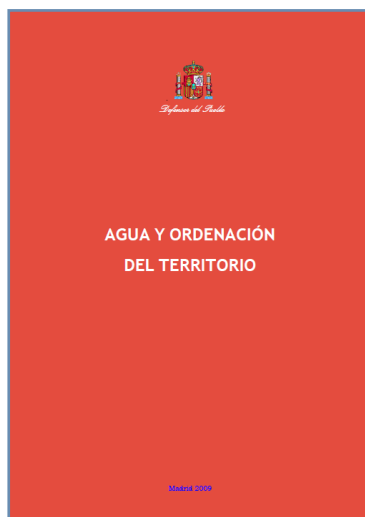 Defensor del Pueblo
AGUA Y ORDENACIÓN
DEL TERRITORIO
Madrid 2009